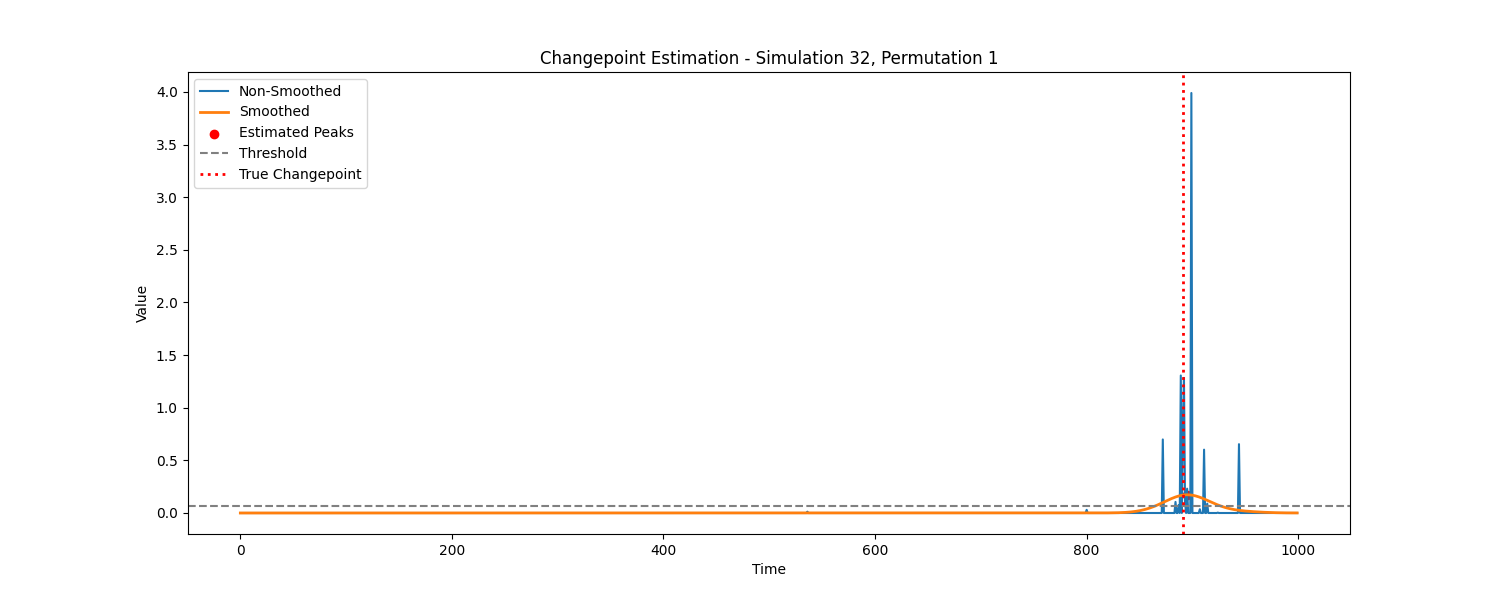 Changepoint Estimation - Simulation 32, Permutation 1
Non-Smoothed
Smoothed
Estimated Peaks
Threshold
True Changepoint
4.0
3.5
3.0
2.5
2.0
1.5
1.0
0.5
0.0
Value
0 200 400 600 800 1000
Time